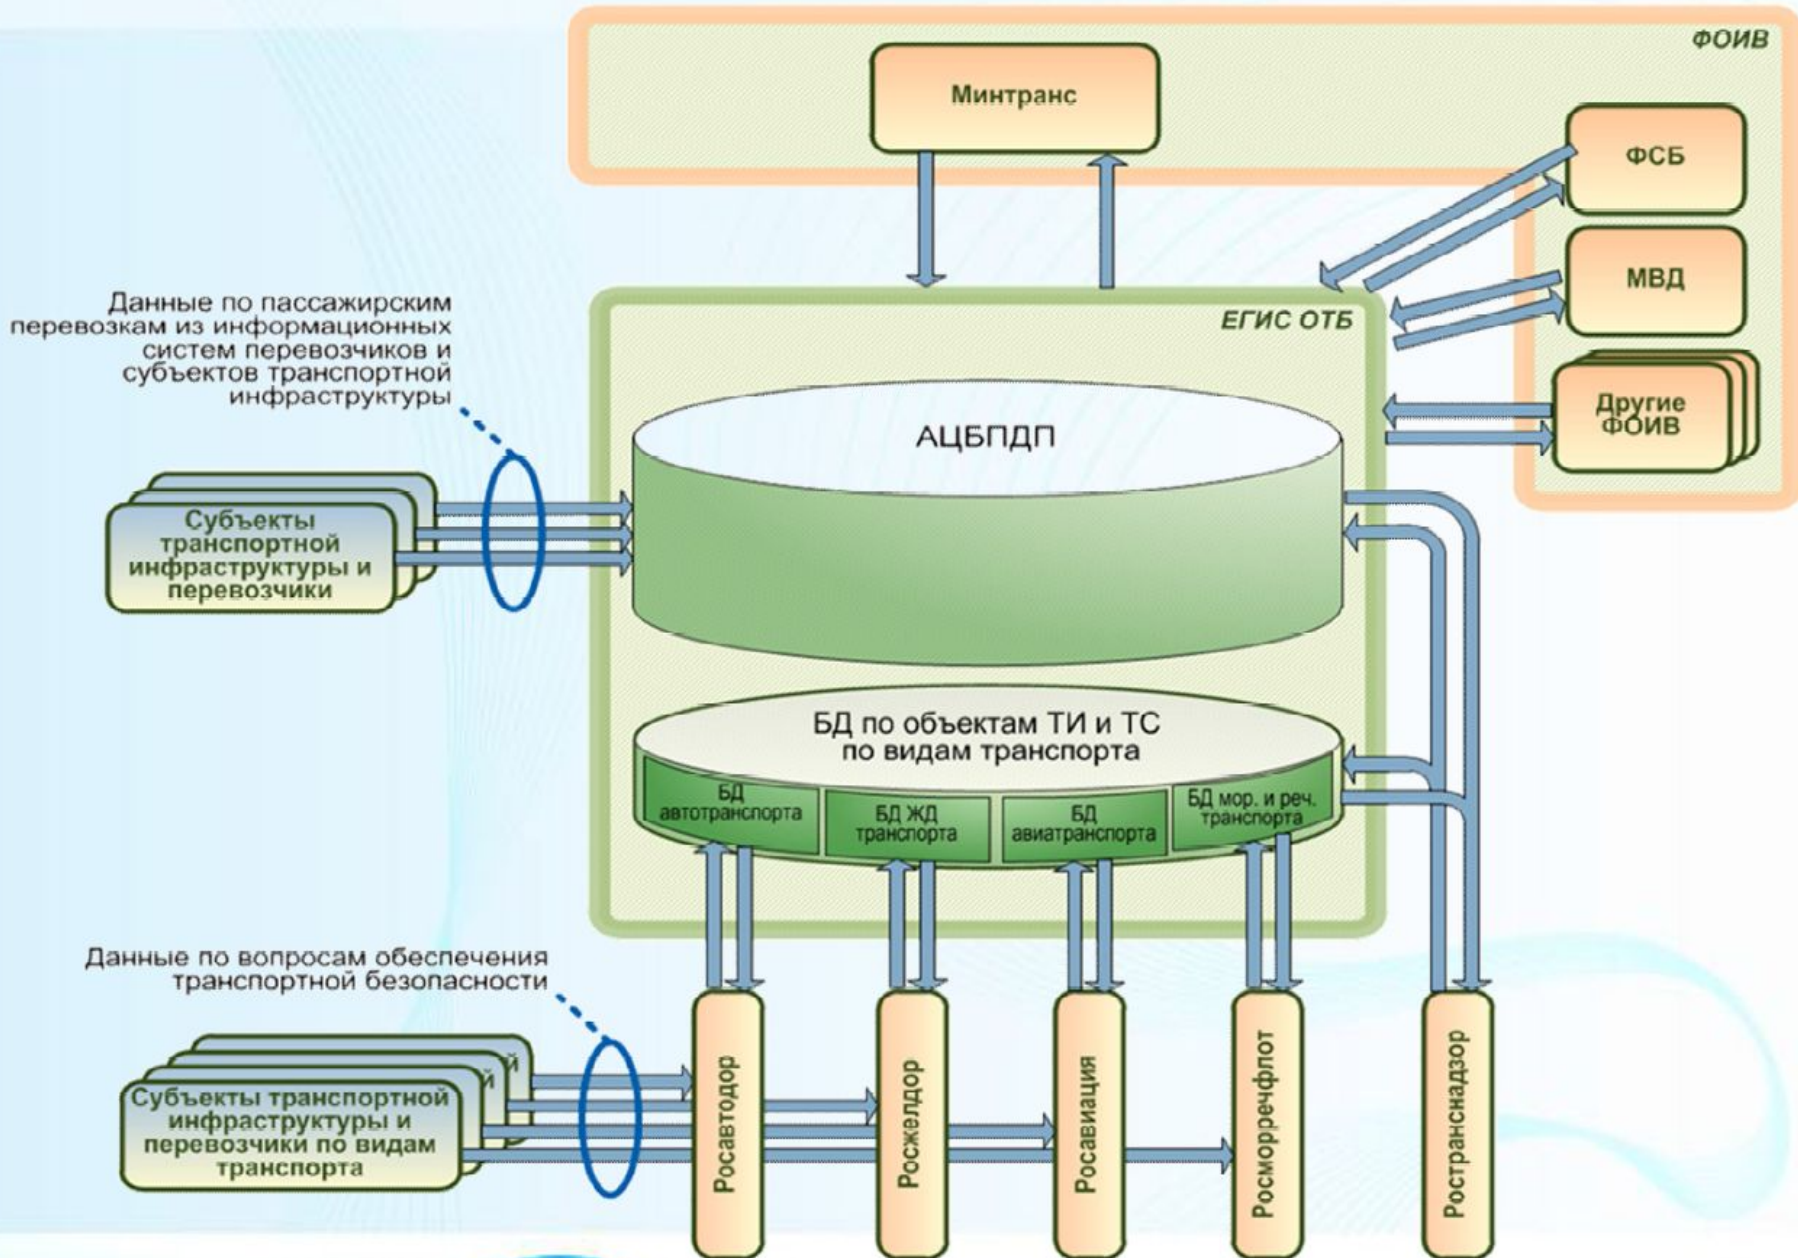 ФОИВ
Минтранс
ФСБ
МВД
Другие
ФОИВ
Данные по пассажирским
перевозкам из информационных
систем перевозчиков и
субъектов транспортной
инфраструктуры
ЕГИС ОТБ
АЦБПДП
Субъекты
транспортной
инфраструктуры и
перевозчики
БД по объектам ТИ и ТС
по видам транспорта
БД
автотранспорта
БД ЖД
транспорта
БД
авиатранспорта
БД мор. и реч.
транспорта
Данные по вопросам обеспечения
транспортной безопасности
й
й
Субъекты транспортной
инфраструктуры и
перевозчики по видам
транспорта
Росавтодор
Росжелдор
Росавиация
Росморречфлот
Ространснадзор